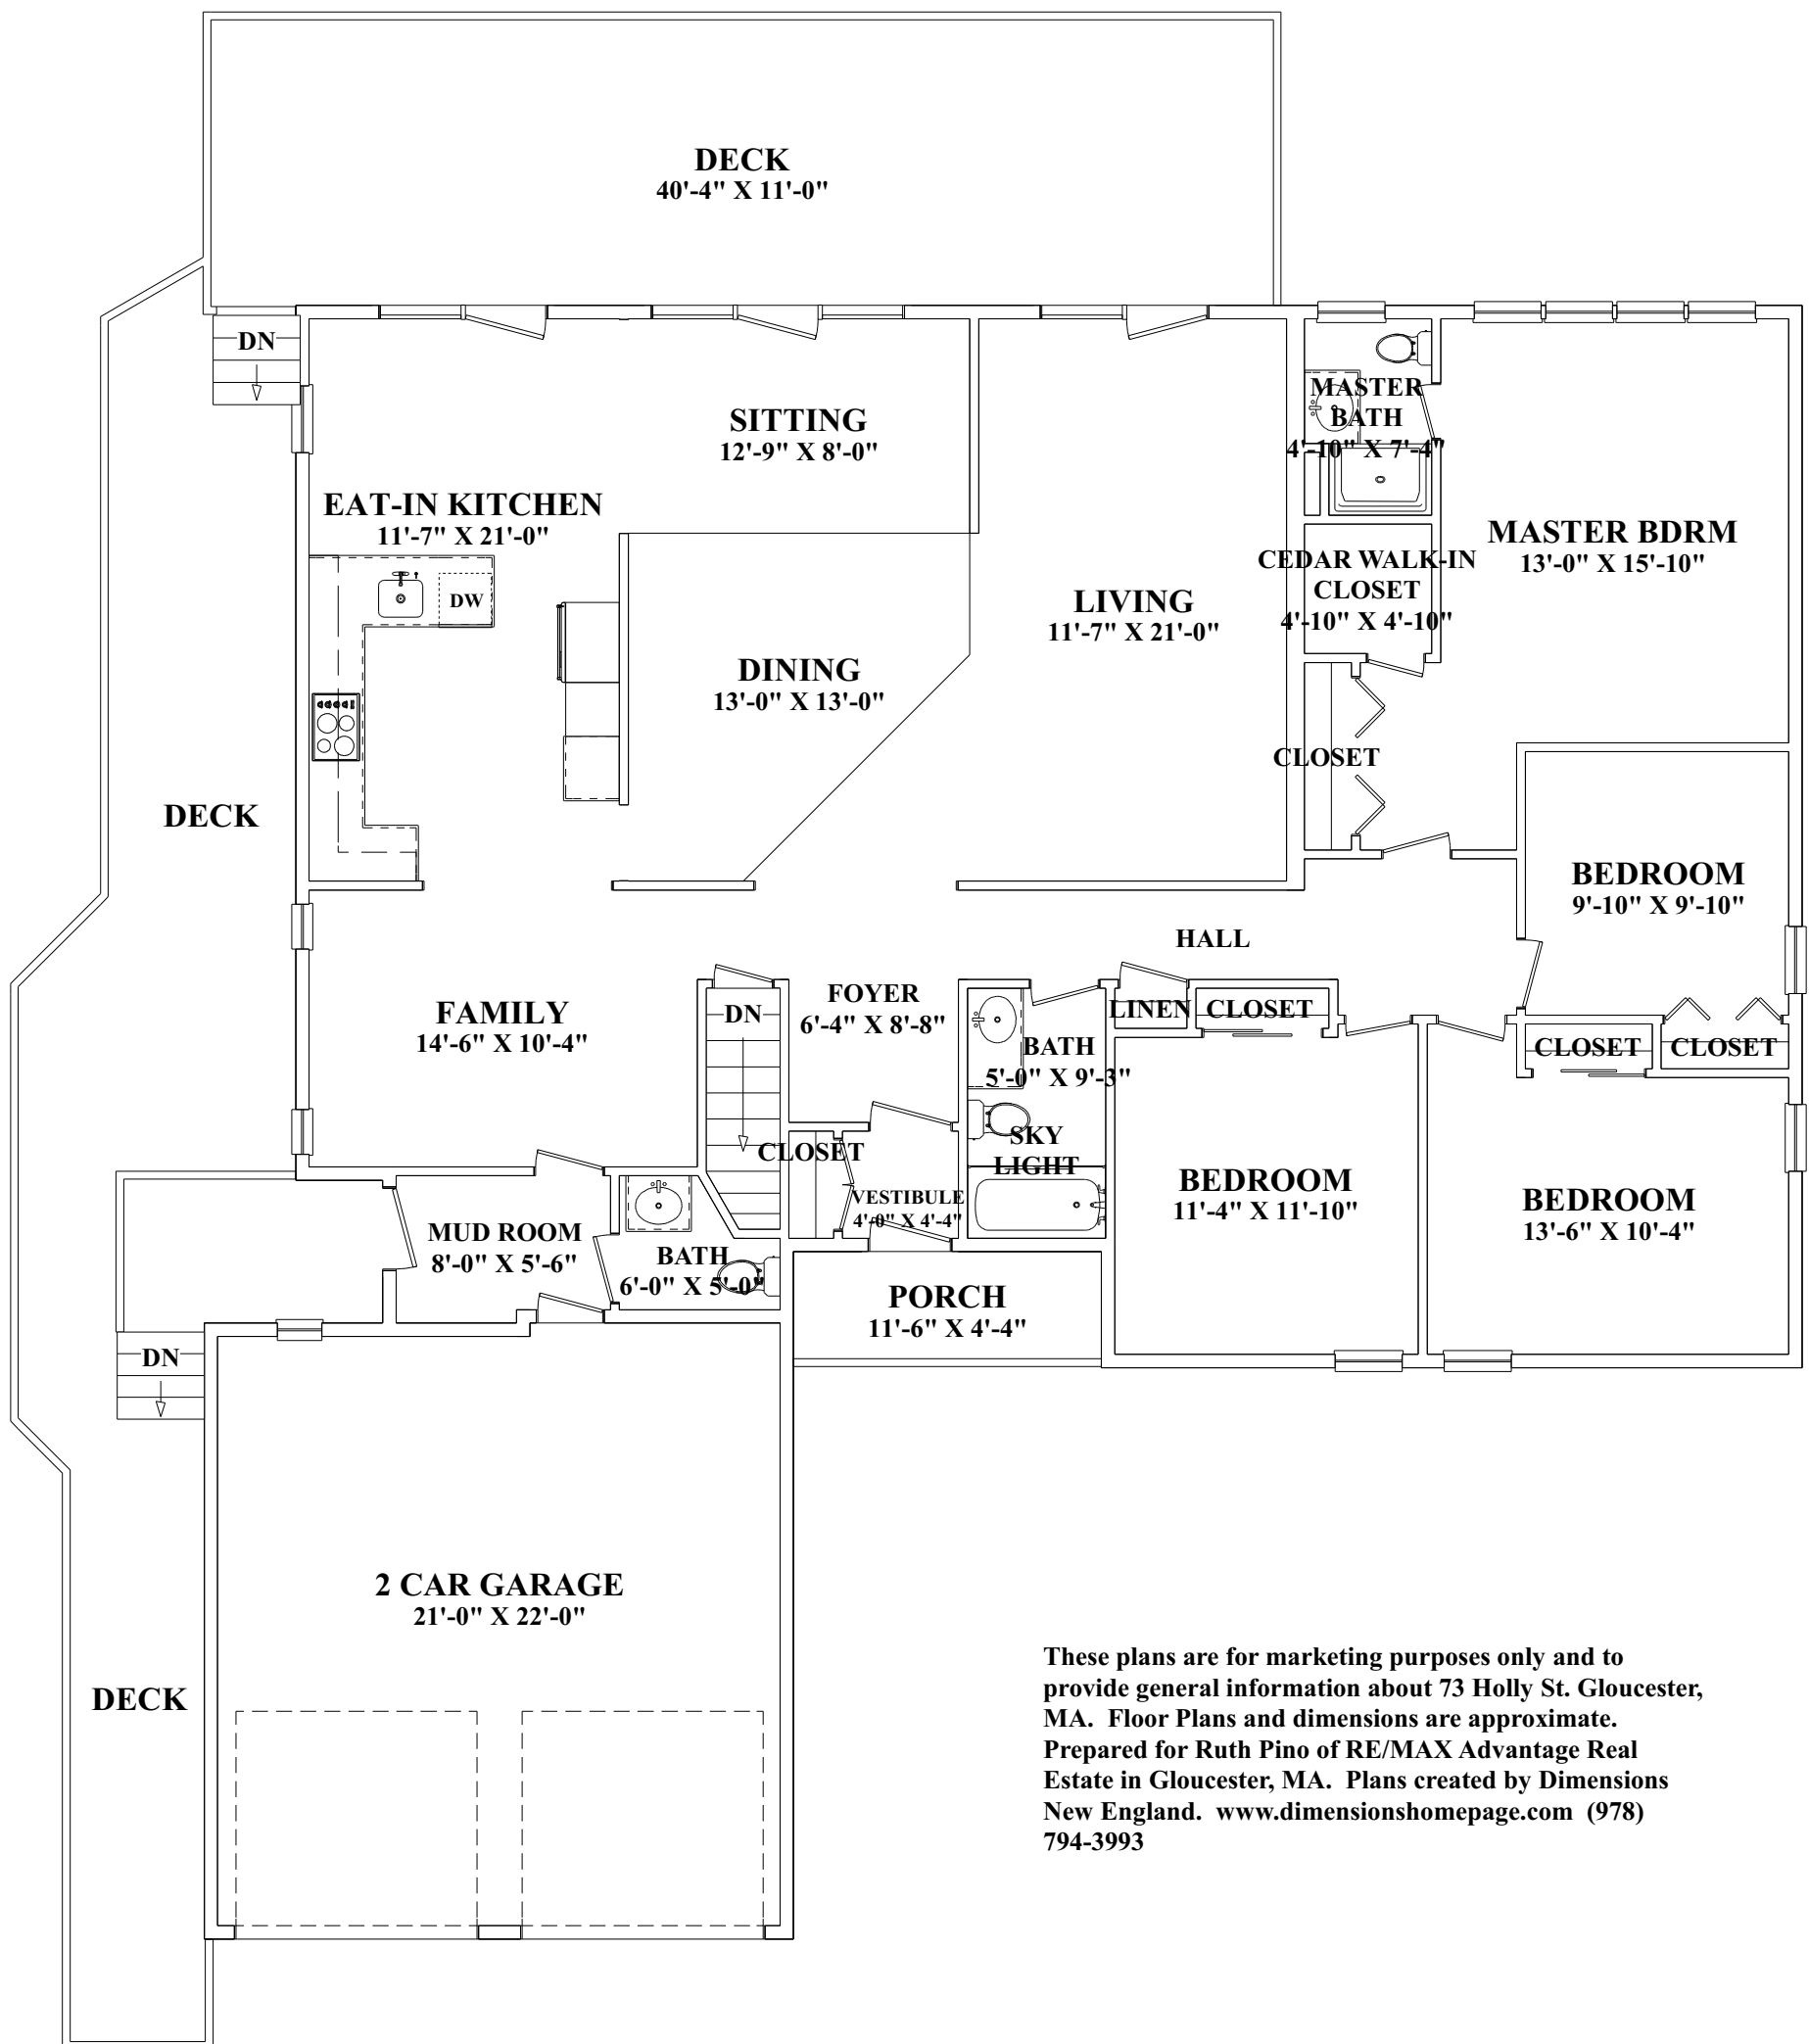 DECK
40'-4" X 11'-0"
DN
SITTING
12'-9" X 8'-0"
MASTER
BATH
4'-10" X 7'-4"
EAT-IN KITCHEN
11'-7" X 21'-0"
MASTER BDRM
13'-0" X 15'-10"
CEDAR WALK-IN
CLOSET
4'-10" X 4'-10"
DW
LIVING
11'-7" X 21'-0"
DINING
13'-0" X 13'-0"
CLOSET
DECK
BEDROOM
9'-10" X 9'-10"
HALL
FAMILY
14'-6" X 10'-4"
DN
FOYER
6'-4" X 8'-8"
LINEN
CLOSET
BATH
5'-0" X 9'-3"
CLOSET
CLOSET
SKY
LIGHT
CLOSET
VESTIBULE
4'-0" X 4'-4"
BEDROOM
11'-4" X 11'-10"
BEDROOM
13'-6" X 10'-4"
MUD ROOM
8'-0" X 5'-6"
BATH
6'-0" X 5'-0"
PORCH
11'-6" X 4'-4"
DN
2 CAR GARAGE
21'-0" X 22'-0"
DECK
These plans are for marketing purposes only and to
provide general information about 73 Holly St. Gloucester,
MA.  Floor Plans and dimensions are approximate.
Prepared for Ruth Pino of RE/MAX Advantage Real
Estate in Gloucester, MA.  Plans created by Dimensions
New England.  www.dimensionshomepage.com  (978)
794-3993